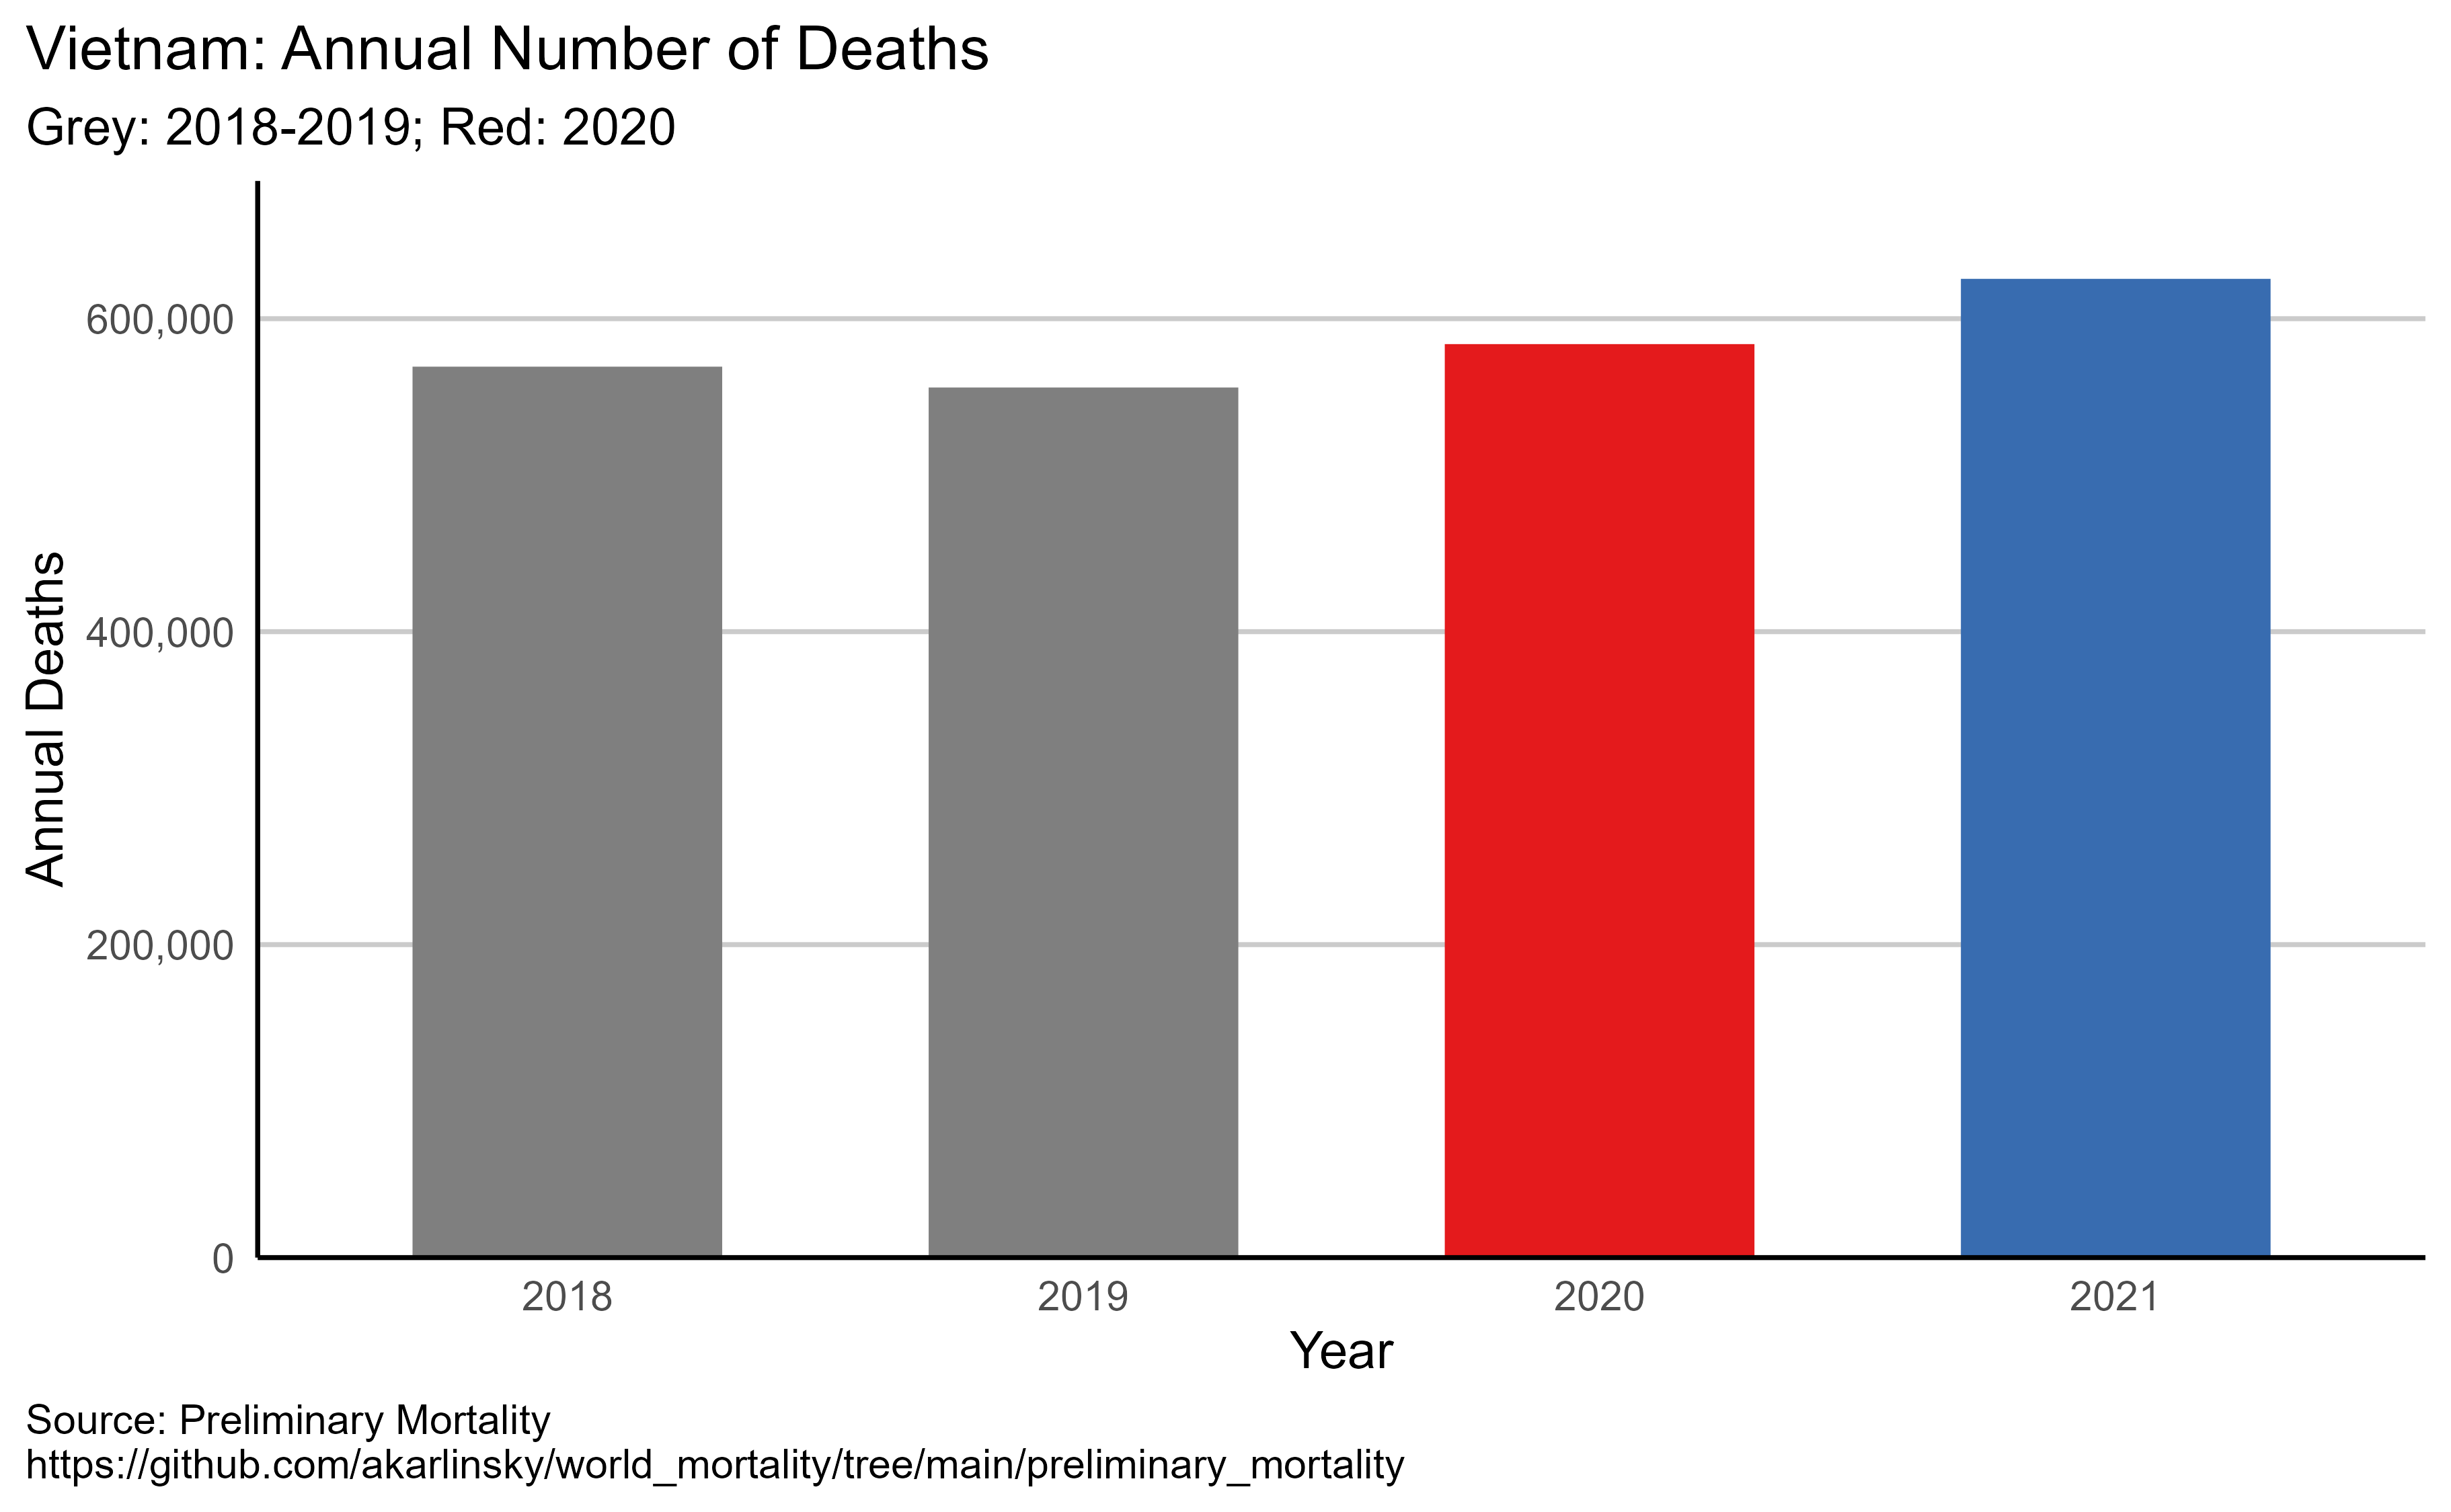 Vietnam: Annual Number of Deaths
Grey: 2018-2019; Red: 2020
Annual Deaths
600,000
400,000
200,000
0
2018
2019
2020
2021
Year
Source: Preliminary Mortality
https://github.com/akarlinsky/world_mortality/tree/main/preliminary_mortality